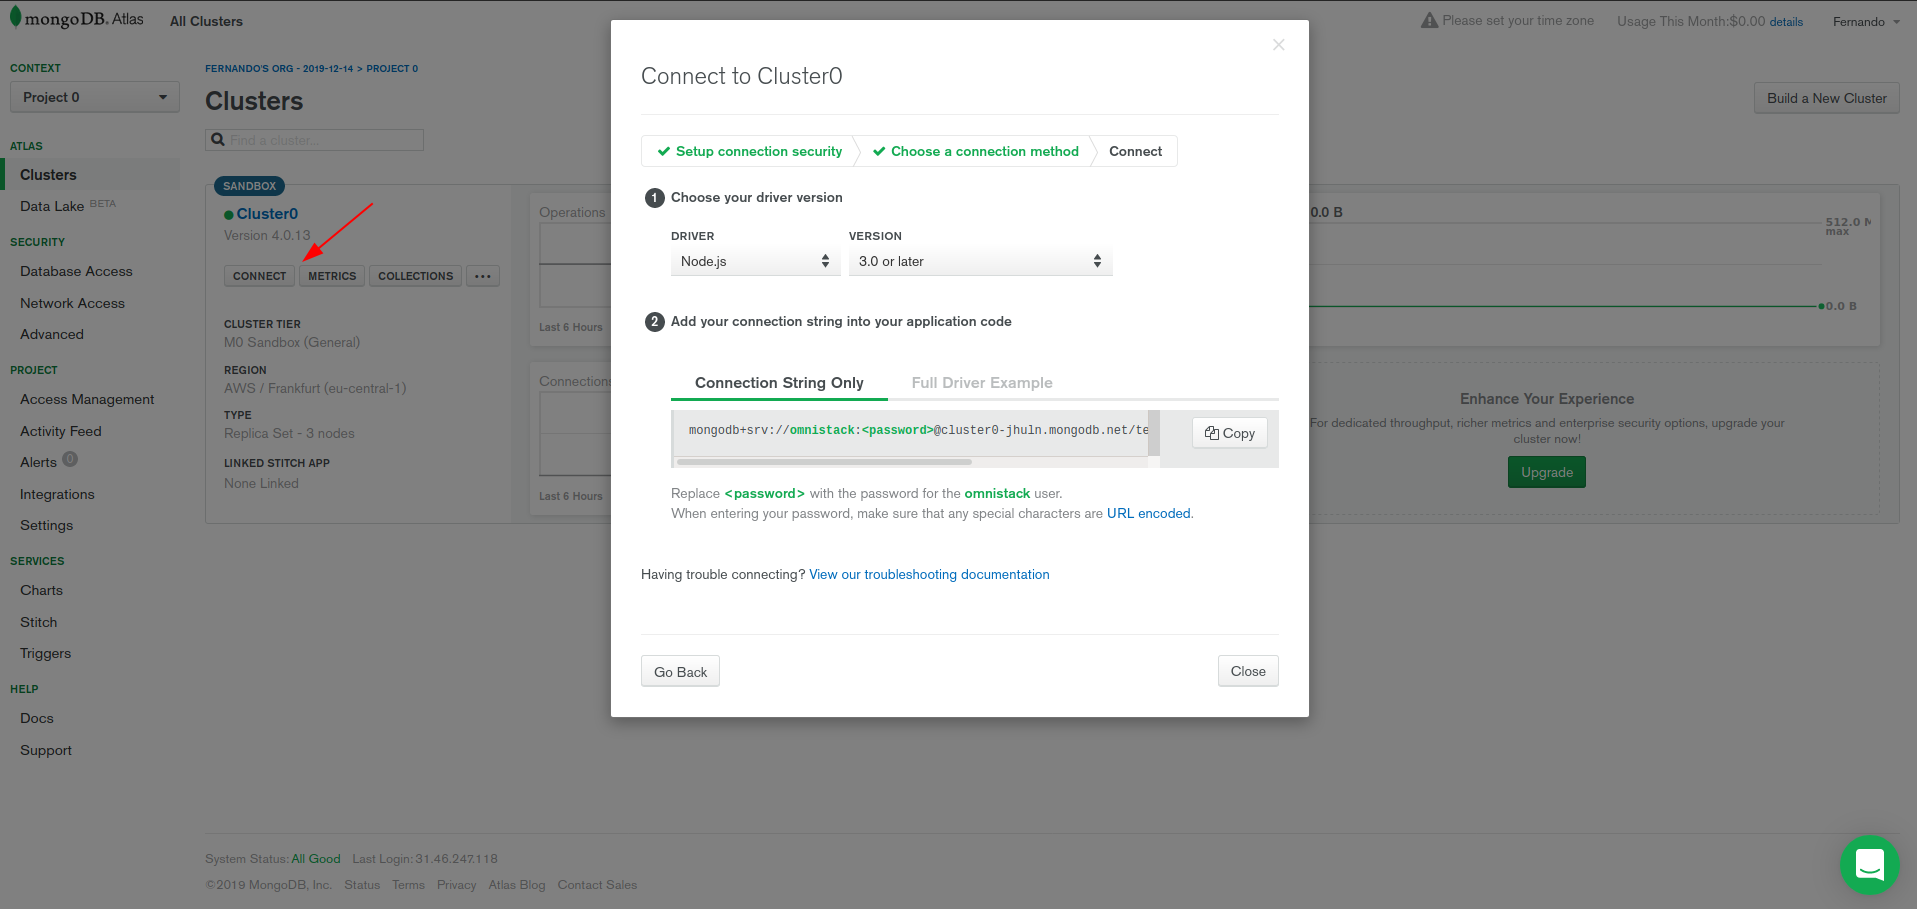 mongoDB. Atlas
All Clusters
Please set your time zone
Usage This Month:$0.00 details
Fernando
CONTEXT
Project 0
ATLAS
Clusters
Data Lake BETA
SECURITY
Database Access
Network Access
Advanced
PROJECT
Access Management
Activity Feed
Alerts 0
Integrations
Settings
SERVICES
Charts
Stitch
Triggers
HELP
Docs
Support
FERNANDO'S ORG - 2019-12-14 > PROJECT 0
Clusters
Build a New Cluster
Find a cluster...
SANDBOX
Cluster0
Version 4.0.13
CONNECT
METRICS
COLLECTIONS
...
CLUSTER TIER
M0 Sandbox (General)
REGION
AWS / Frankfurt (eu-central-1)
TYPE
Replica Set - 3 nodes
LINKED STITCH APP
None Linked
Operations
Last 6 Hours
Connections
Last 6 Hours
Connect to Cluster0
Setup connection security
Choose a connection method
Connect
1 Choose your driver version
DRIVER
VERSION
Node.js
3.0 or later
2 Add your connection string into your application code
Connection String Only
Full Driver Example
mongodb+srv://omnistack:<password>@cluster0-jhuln.mongodb.net/te
Copy
Replace <password> with the password for the omnistack user.
When entering your password, make sure that any special characters are URL encoded.
Having trouble connecting? View our troubleshooting documentation
Go Back
Close
0.0 B
512.0 M
max
0.0 B
Enhance Your Experience
For dedicated throughput, richer metrics and enterprise security options, upgrade your
cluster now!
Upgrade
System Status: All Good Last Login: 31.46.247.118
©2019 MongoDB, Inc. Status Terms Privacy Atlas Blog Contact Sales